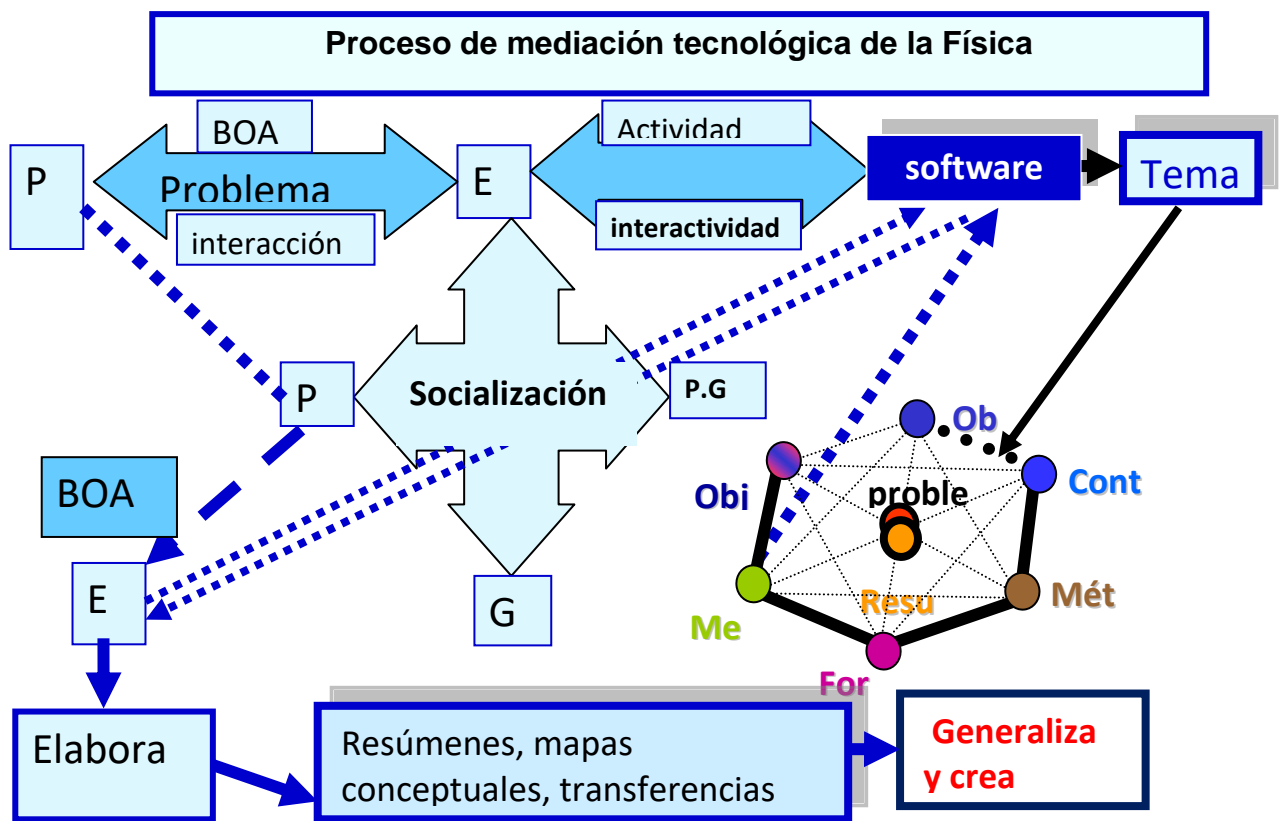 Proceso de mediación tecnológica de la Física
BOA
Actividad
P
Problema
E
software
Tema
interacción
interactividad
P
Socialización
P.G
Ob
Obj
proble
Cont
BOA
E
G
Resu
Mét
Me
For
Elabora
Resúmenes, mapas
conceptuales, transferencias
Generaliza
y crea